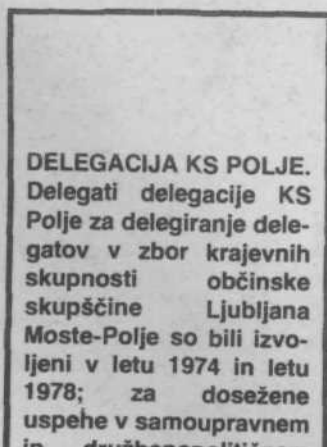 DELEGACIJA KS POLJE.
Delegati delegacije KS
Polje za delegiranje dele-
gatov v zbor krajevnih
skupnosti občinske
skupščine Ljubljana
Moste-Polje so bili izvo-
ljeni v letu 1974 in letu
1978; za dosežene
uspehe v samoupravnem